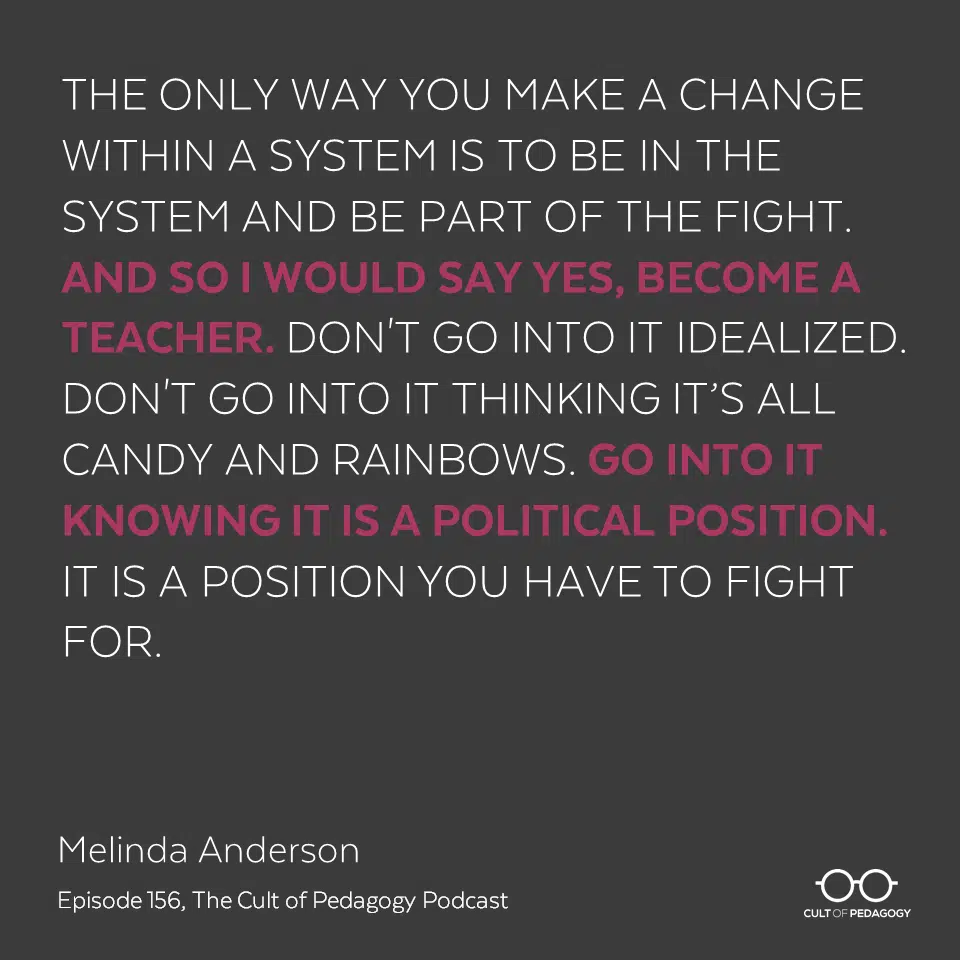 THE ONLY WAY YOU MAKE A CHANGE
WITHIN A SYSTEM IS TO BE IN THE
SYSTEM AND BE PART OF THE FIGHT.
AND SO I WOULD SAY YES, BECOME A
TEACHER. DON'T GO INTO IT IDEALIZED.
DON'T GO INTO IT THINKING IT’S ALL
CANDY AND RAINBOWS. GO INTO IT
KNOWING IT IS A POLITICAL POSITION.
IT IS A POSITION YOU HAVE TO FIGHT
FOR.
Melinda Anderson
Episode 156, The Cult of Pedagogy Podcast
CULT OF PEDAGOGY